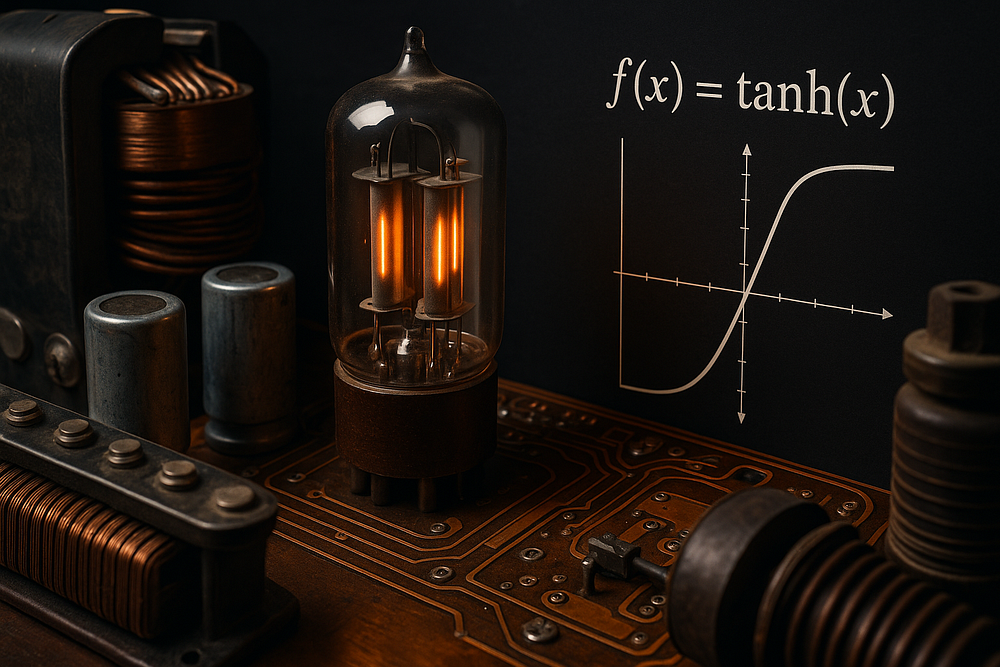 f(x) = tanh(x)